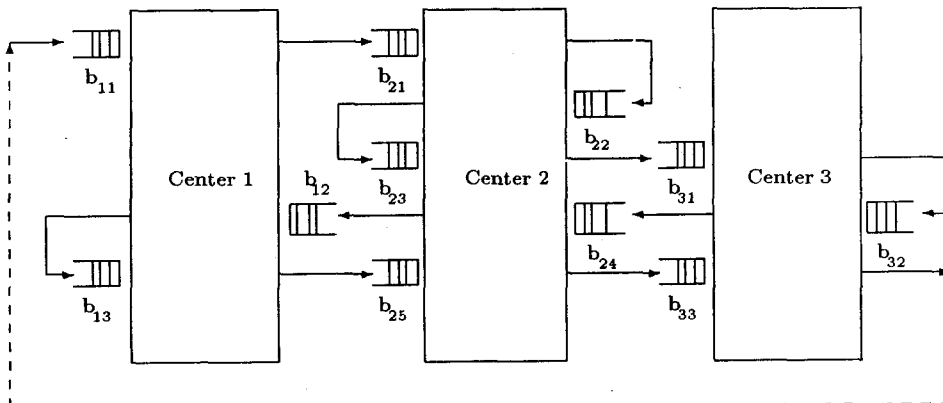 b11
b21
b22
b12
b23
b31
Center 1
Center 2
Center 3
b24
b32
b13
b25
b33